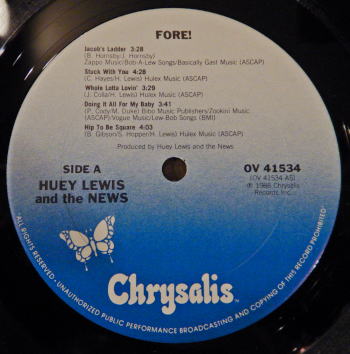 FORE!
Jacob's Ladder 3:28
(B. Hornsby/J. Hornsby)
Zappo Music/Bob-A-Lew Songs/Basically Gast Music (ASCAP)
Stuck With You 4:28
(C. Hayes/H. Lewis) Hulex Music (ASCAP)
Whole Lotta Lovin' 3:29
(J. Colla/H. Lewis) Hulex Music (ASCAP)
Doing It All For My Baby 3:41
(P. Cody/M. Duke) Bibo Music Publishers/Zookini Music
(ASCAP)/Vogue Music/Lew-Bob Songs (BMI)
Hip To Be Square 4:03
(B. Gibson/S. Hopper/H. Lewis) Hulex Music (ASCAP)
Produced by Huey Lewis and the News
SIDE A
HUEY LEWIS
and the NEWS
OV 41534
(OV 41534 AS)
℗ 1986 Chrysalis
Records Inc.
Chrysalis™
"ALL RIGHTS RESERVED - UNAUTHORIZED PUBLIC PERFORMANCE BROADCASTING AND COPYING OF THIS RECORD PROHIBITED"